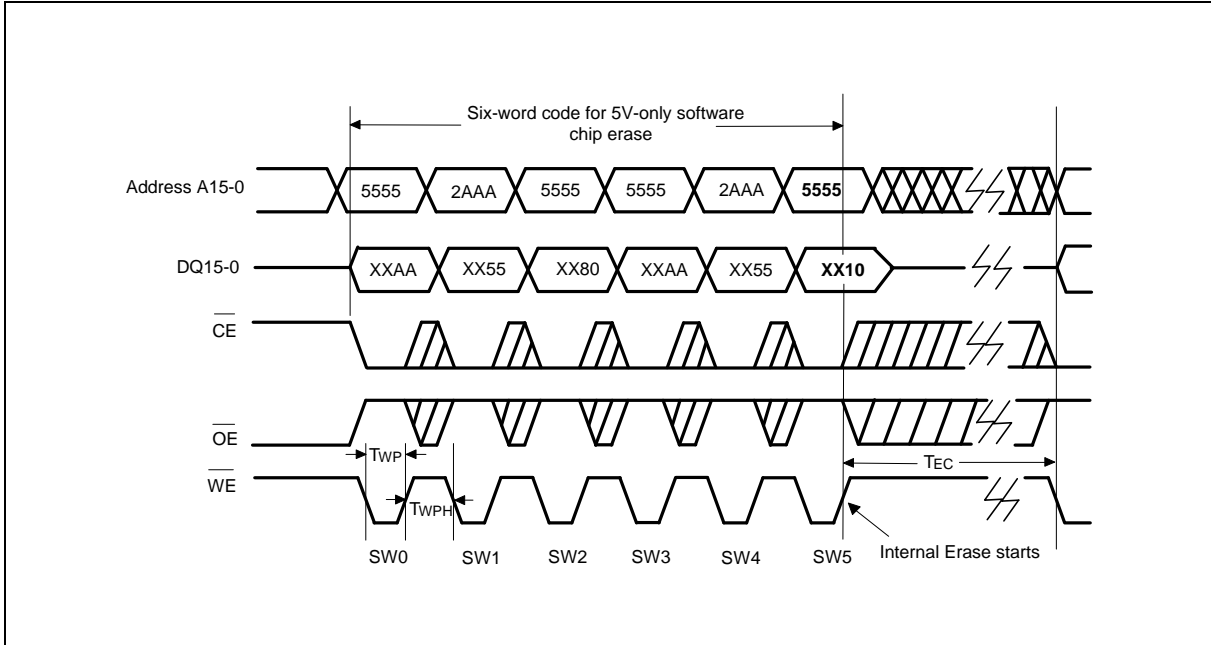 Six-word code for 5V-only software
chip erase
Address A15-0
5555 2AAA 5555 5555 2AAA 5555
DQ15-0
XXAA XX55 XX80 XXAA XX55 XX10
CE
OE
TWP
TEC
WE
TWPH
SW0 SW1 SW2 SW3 SW4 SW5
Internal Erase starts